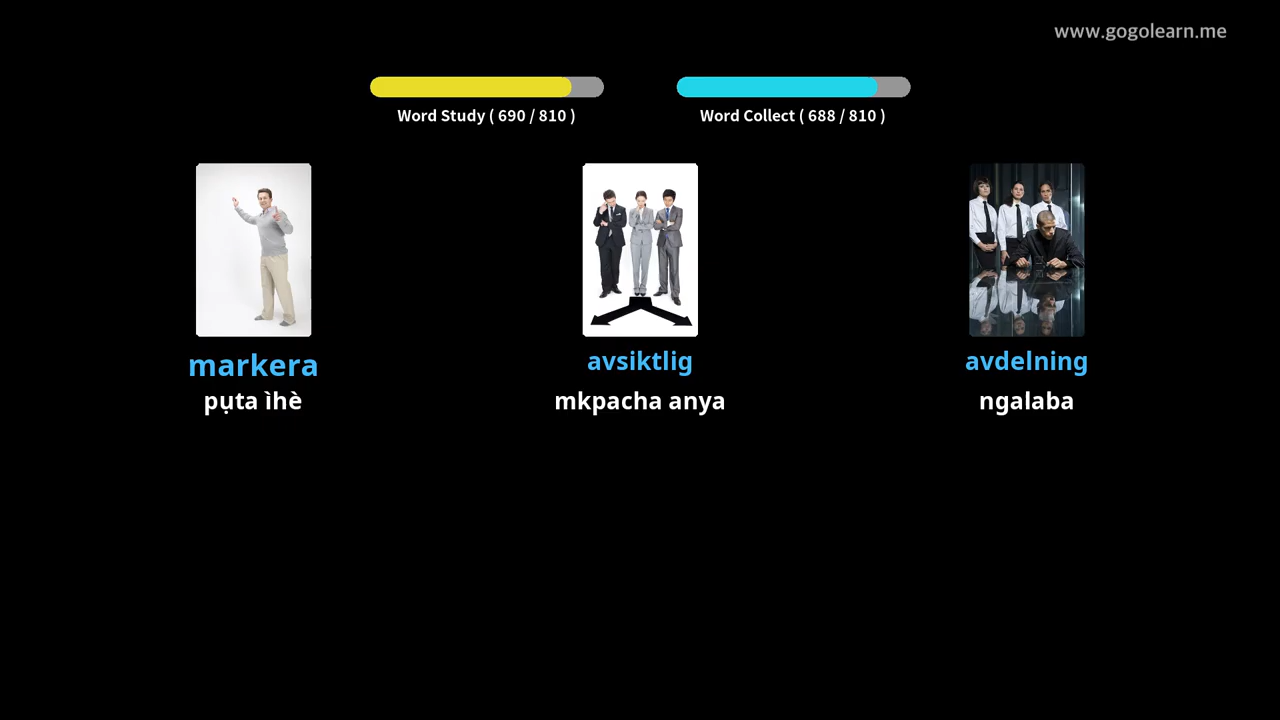 www.gogolearn.me
Word Study ( 690 / 810 )
Word Collect ( 688 / 810 )
markera
pụta ìhè
avsiktlig
mkpacha anya
avdelning
ngalaba